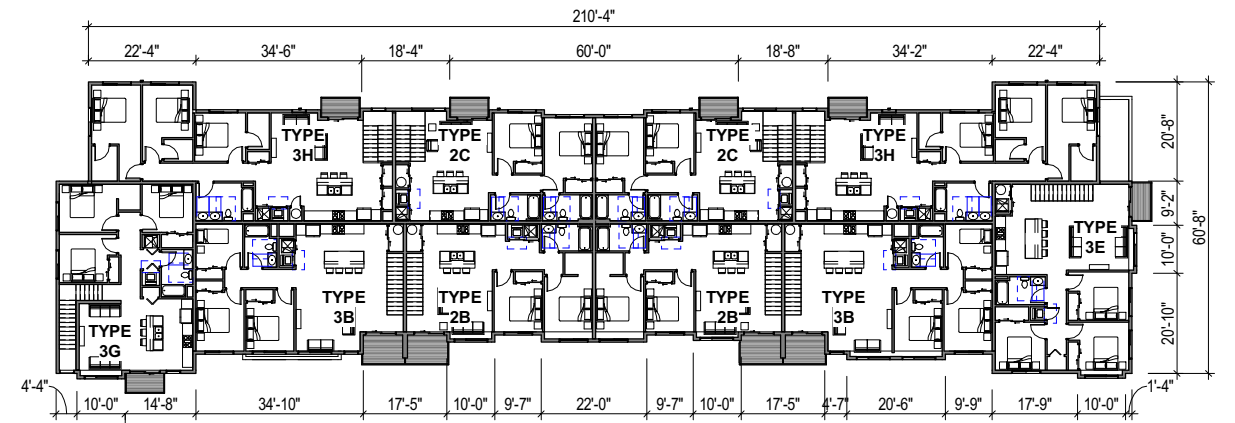 210'-4"
22'-4" 34'-6" 18'-4" 60'-0" 18'-8" 34'-2" 22'-4"
TYPE
3H
TYPE
2C
TYPE
2C
TYPE
3H
20'-8"
9'-2"
10'-0"
20'-10"
60'-8"
TYPE
3E
TYPE
3G
TYPE
3B
TYPE
2B
TYPE
2B
TYPE
3B
4'-4" 10'-0" 14'-8" 34'-10" 17'-5" 10'-0" 9'-7" 22'-0" 9'-7" 10'-0" 17'-5" 4'-7" 20'-6" 9'-9" 17'-9" 10'-0" 1'-4"